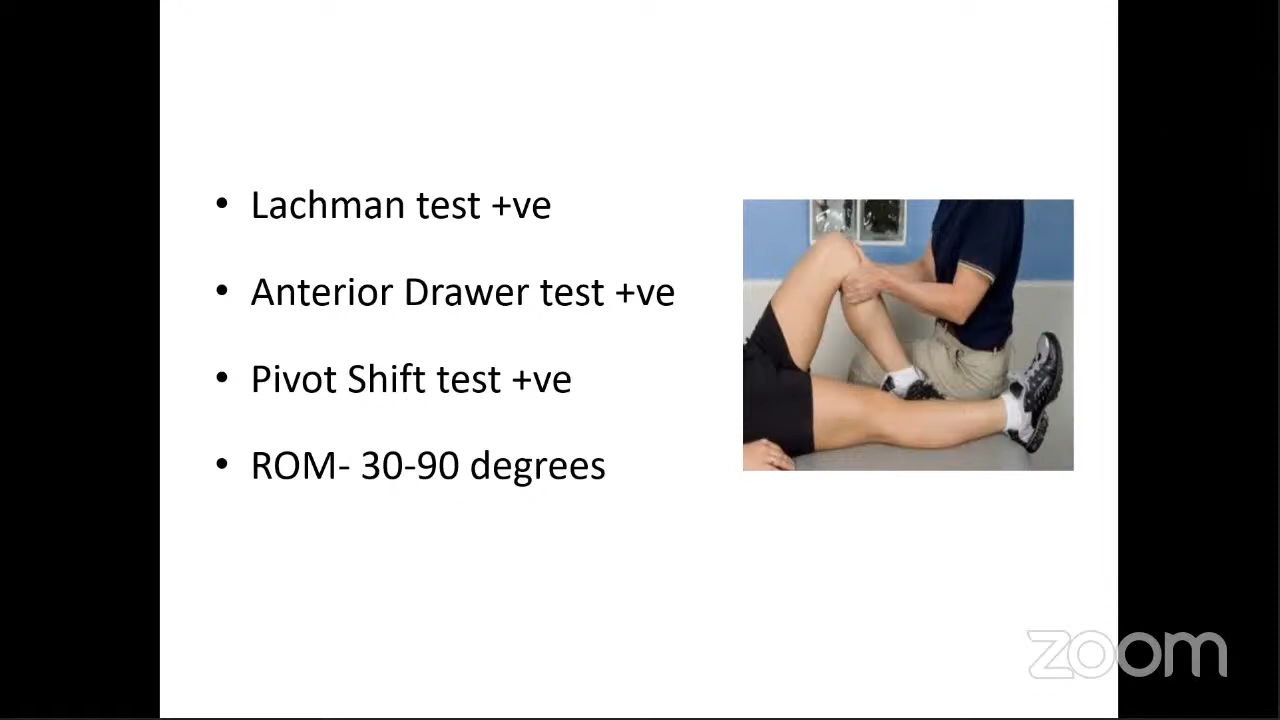 • Lachman test +ve
• Anterior Drawer test +ve
• Pivot Shift test +ve
• ROM- 30-90 degrees
zoom